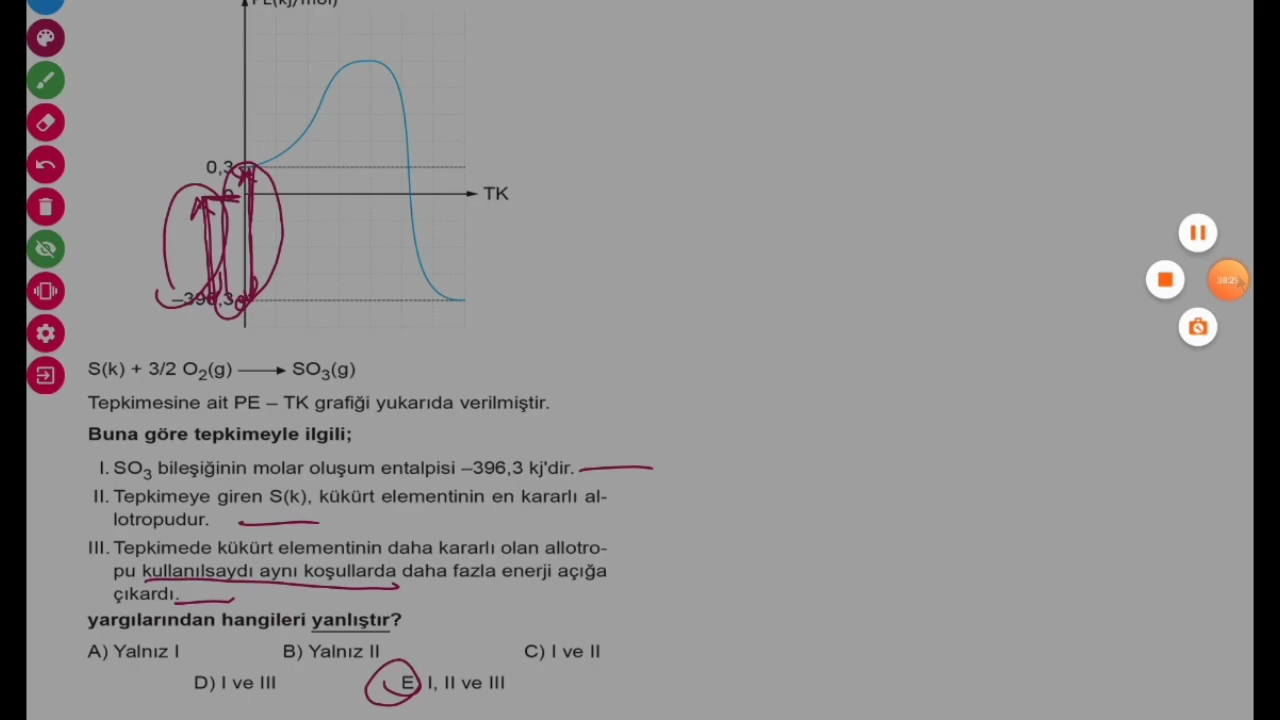 PE(kj/mol)
0,3
0
TK
–396,3
S(k) + 3/2 O₂(g) ⟶ SO₃(g)
Tepkimesine ait PE – TK grafiği yukarıda verilmiştir.
Buna göre tepkimeyle ilgili;
I. SO₃ bileşiğinin molar oluşum entalpisi –396,3 kj'dir.
II. Tepkimeye giren S(k), kükürt elementinin en kararlı al-
lotropudur.
III. Tepkimede kükürt elementinin daha kararlı olan allotro-
pu kullanılsaydı aynı koşullarda daha fazla enerji açığa
çıkardı.
yargılarından hangileri yanlıştır?
A) Yalnız I B) Yalnız II C) I ve II
D) I ve III E) I, II ve III